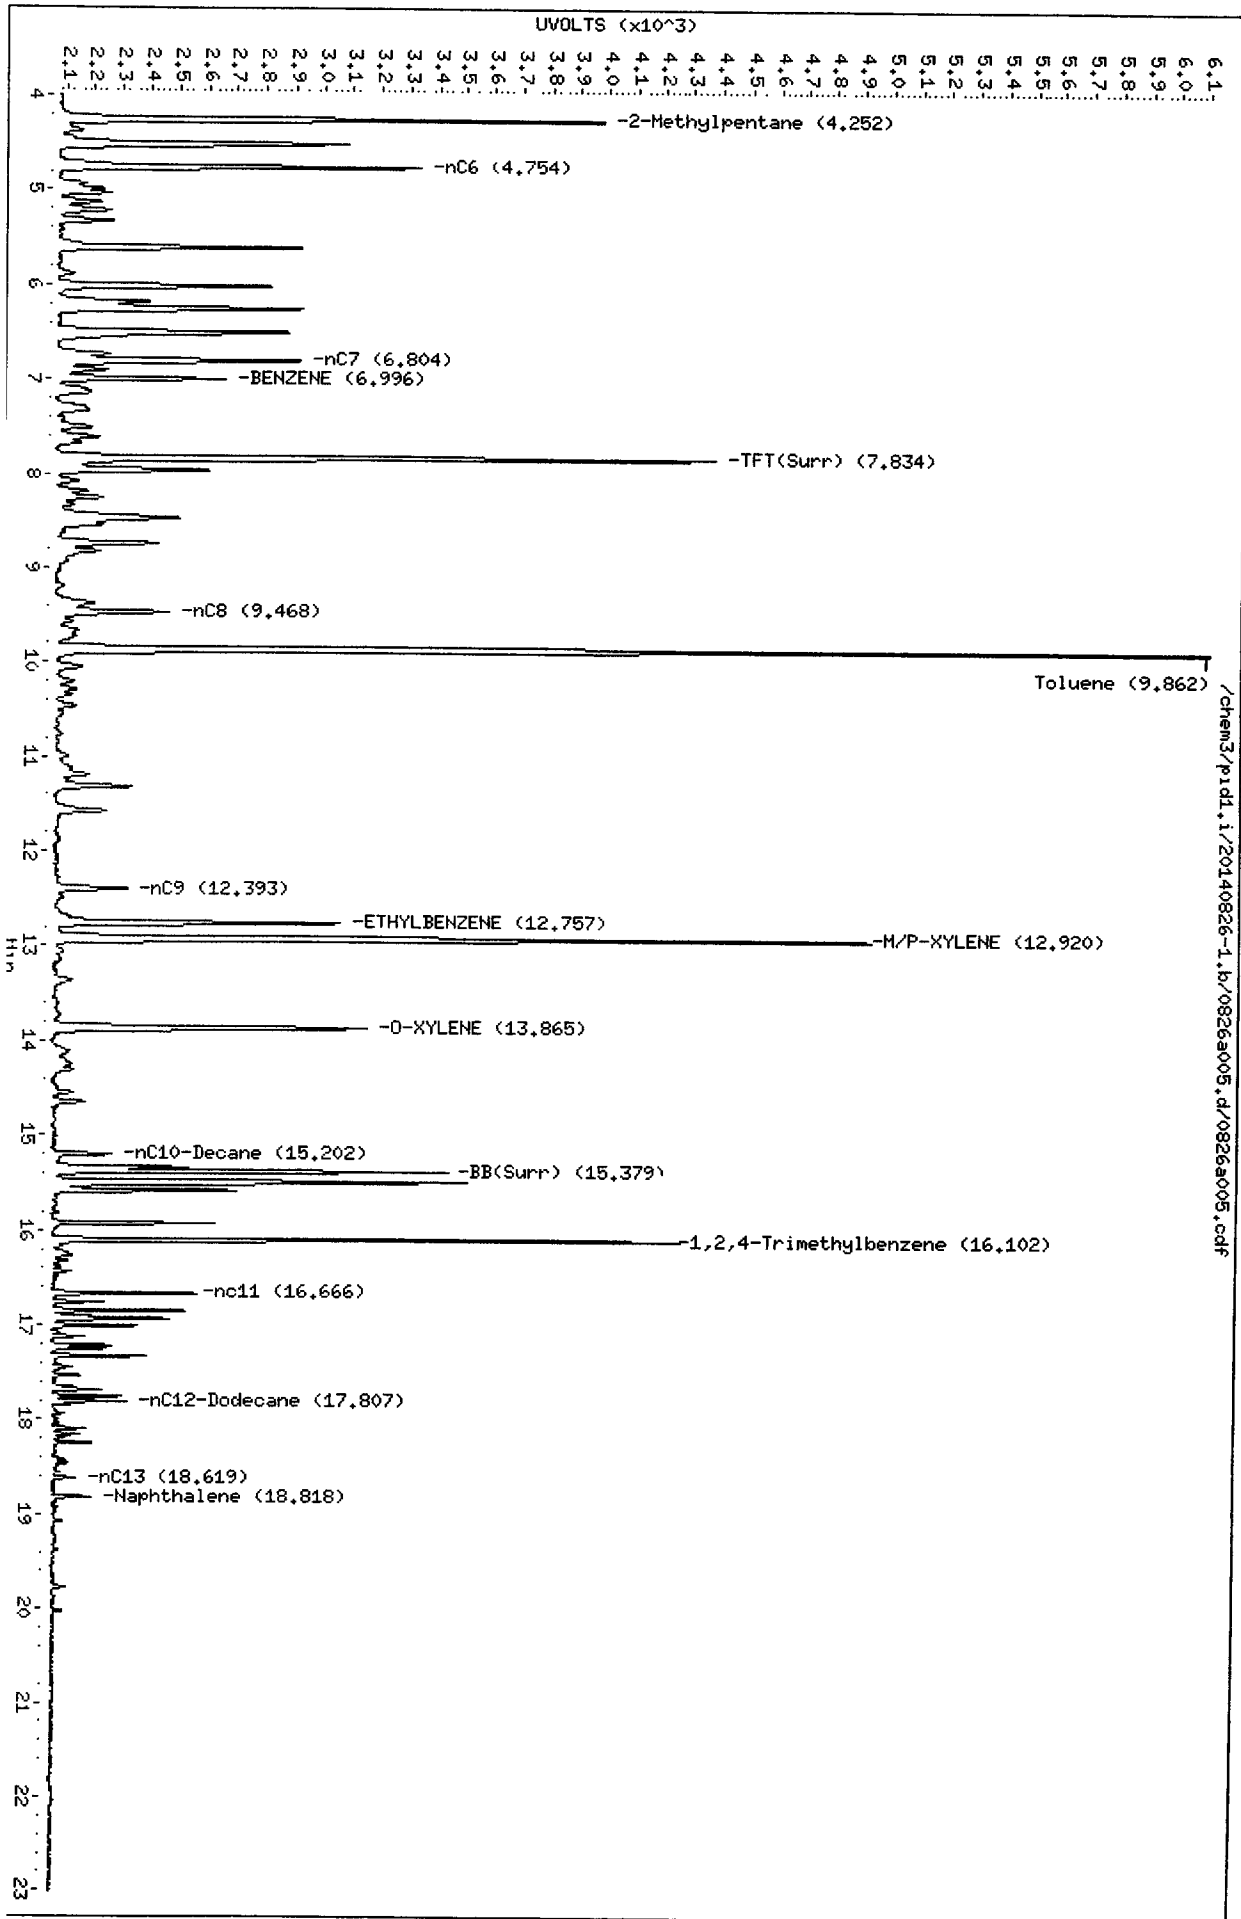 UVOLTS (x10^3)
2.1
2.2
2.3
2.4
2.5
2.6
2.7
2.8
2.9
3.0
3.1
3.2
3.3
3.4
3.5
3.6
3.7
3.8
3.9
4.0
4.1
4.2
4.3
4.4
4.5
4.6
4.7
4.8
4.9
5.0
5.1
5.2
5.3
5.4
5.5
5.6
5.7
5.8
5.9
6.0
6.1
/chem3/pid1.i/20140826-1.b/0826a005.d/0826a005.cdf
-2-Methylpentane (4.252)
-nC6 (4.754)
-nC7 (6.804)
-BENZENE (6.996)
-TFT(Surr) (7.834)
-nC8 (9.468)
Toluene (9.862)
-nC9 (12.393)
-ETHYLBENZENE (12.757)
-M/P-XYLENE (12.920)
-O-XYLENE (13.865)
-nC10-Decane (15.202)
-BB(Surr) (15.379)
-1,2,4-Trimethylbenzene (16.102)
-nc11 (16.666)
-nC12-Dodecane (17.807)
-nC13 (18.619)
-Naphthalene (18.818)
4
5
6
7
8
9
10
11
12
13
14
15
16
17
18
19
20
21
22
23
Min